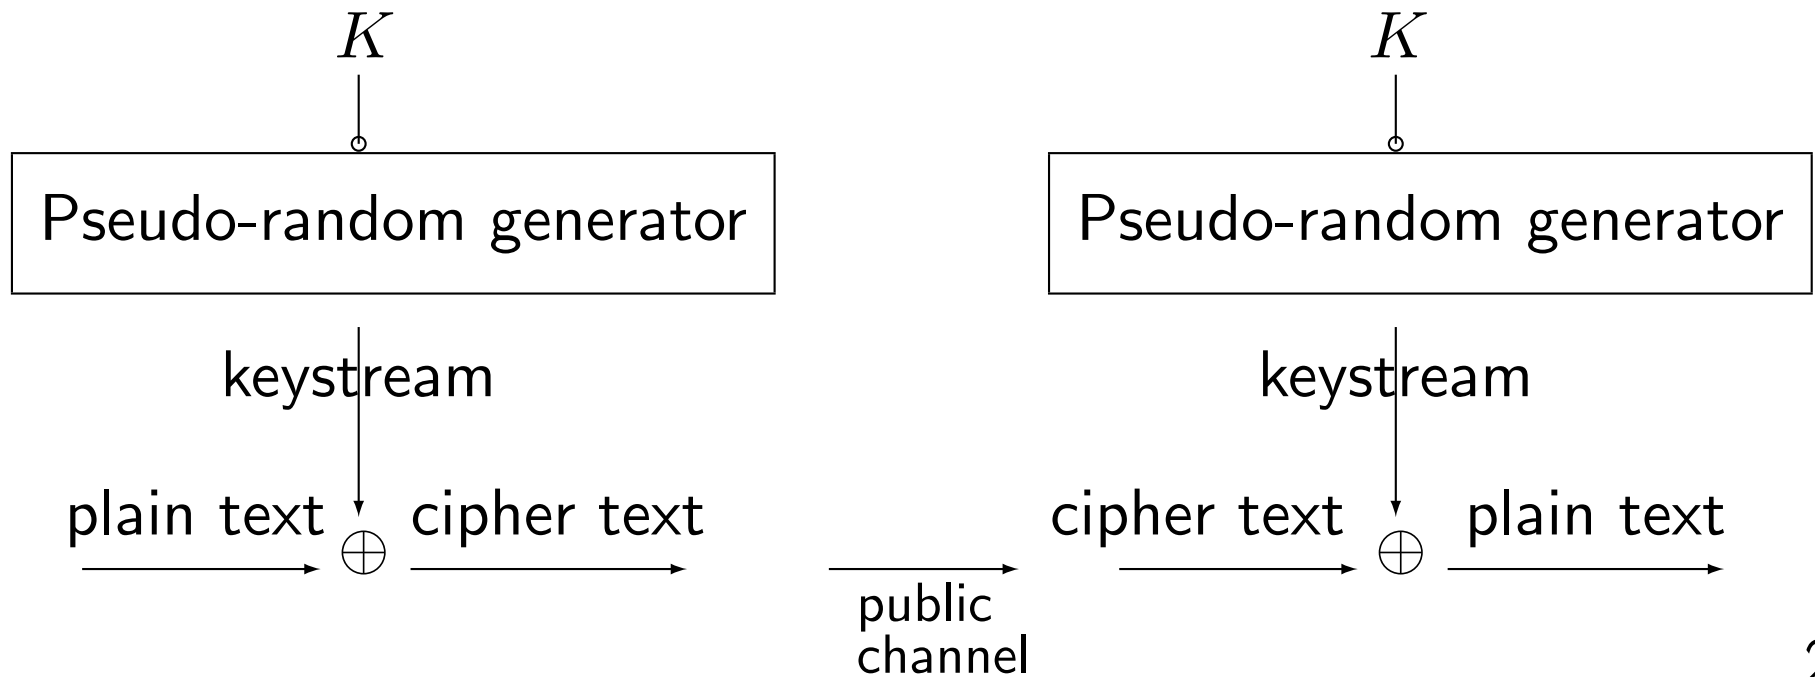 K K
Pseudo-random generator Pseudo-random generator
keystream keystream
plain text ⊕ cipher text cipher text ⊕ plain text
public
channel